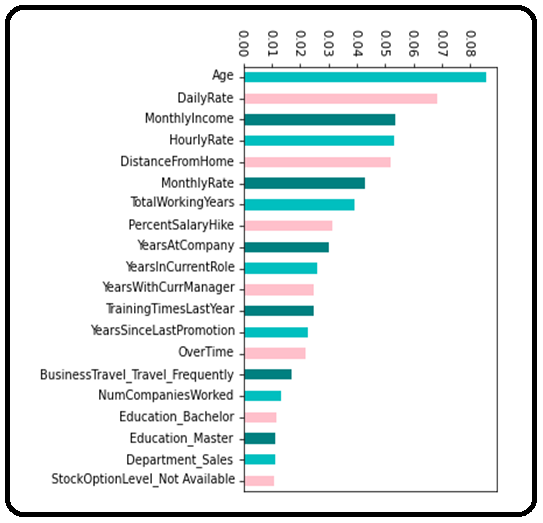 0.00 0.01 0.02 0.03 0.04 0.05 0.06 0.07 0.08
Age
DailyRate
MonthlyIncome
HourlyRate
DistanceFromHome
MonthlyRate
TotalWorkingYears
PercentSalaryHike
YearsAtCompany
YearsInCurrentRole
YearsWithCurrManager
TrainingTimesLastYear
YearsSinceLastPromotion
OverTime
BusinessTravel_Travel_Frequently
NumCompaniesWorked
Education_Bachelor
Education_Master
Department_Sales
StockOptionLevel_Not Available